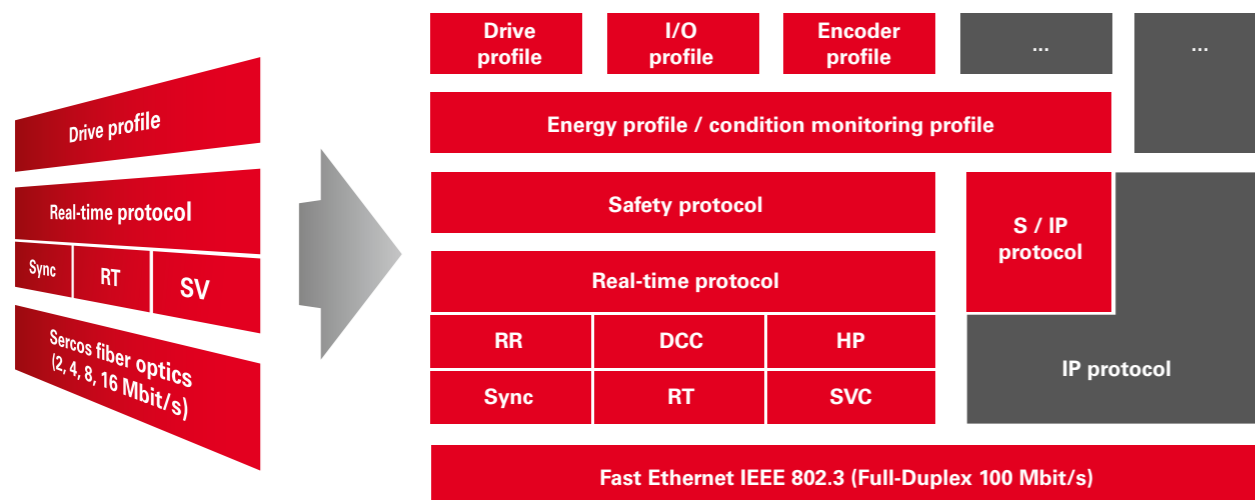 Drive profile
Real-time protocol
Sync RT SV
Sercos fiber optics
(2, 4, 8, 16 Mbit/s)
Drive
profile
I/O
profile
Encoder
profile
...
...
Energy profile / condition monitoring profile
Safety protocol
S / IP
protocol
Real-time protocol
RR DCC HP
IP protocol
Sync RT SVC
Fast Ethernet IEEE 802.3 (Full-Duplex 100 Mbit/s)